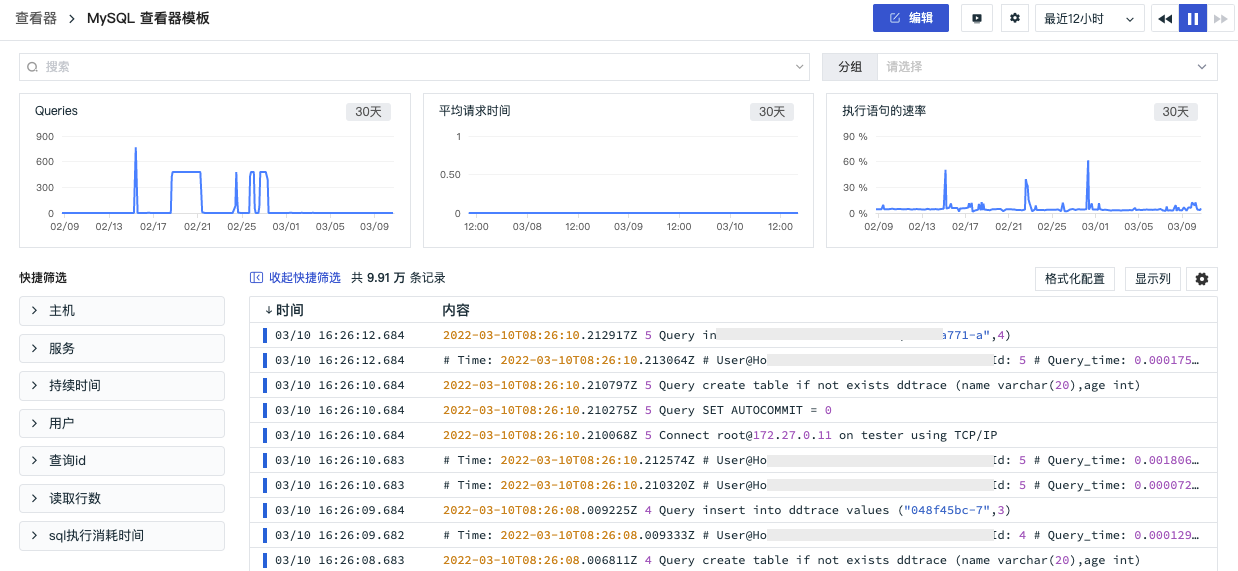 查看器 > MySQL 查看器模板
编辑
最近12小时
搜索
分组 请选择
Queries 30天
900
600
300
0
02/09 02/13 02/17 02/21 02/25 03/01 03/05 03/09
平均请求时间 30天
1
0.50
0
12:00 03/08 12:00 03/09 12:00 03/10 12:00
执行语句的速率 30天
90 %
60 %
30 %
0 %
02/09 02/13 02/17 02/21 02/25 03/01 03/05 03/09
快捷筛选
主机
服务
持续时间
用户
查询id
读取行数
sql执行消耗时间
收起快捷筛选 共 9.91 万 条记录
格式化配置 显示列
↓时间 内容
03/10 16:26:12.684 2022-03-10T08:26:10.212917Z 5 Query in a771-a",4)
03/10 16:26:12.684 # Time: 2022-03-10T08:26:10.213064Z # User@Ho Id: 5 # Query_time: 0.000175…
03/10 16:26:10.684 2022-03-10T08:26:10.210797Z 5 Query create table if not exists ddtrace (name varchar(20),age int)
03/10 16:26:10.684 2022-03-10T08:26:10.210275Z 5 Query SET AUTOCOMMIT = 0
03/10 16:26:10.684 2022-03-10T08:26:10.210068Z 5 Connect root@172.27.0.11 on tester using TCP/IP
03/10 16:26:10.683 # Time: 2022-03-10T08:26:10.212574Z # User@Ho Id: 5 # Query_time: 0.001806…
03/10 16:26:10.683 # Time: 2022-03-10T08:26:10.210320Z # User@Ho Id: 5 # Query_time: 0.000072…
03/10 16:26:09.684 2022-03-10T08:26:08.009225Z 4 Query insert into ddtrace values ("048f45bc-7",3)
03/10 16:26:09.682 # Time: 2022-03-10T08:26:08.009333Z # User@Ho Id: 4 # Query_time: 0.000129…
03/10 16:26:08.683 2022-03-10T08:26:08.006811Z 4 Query create table if not exists ddtrace (name varchar(20),age int)